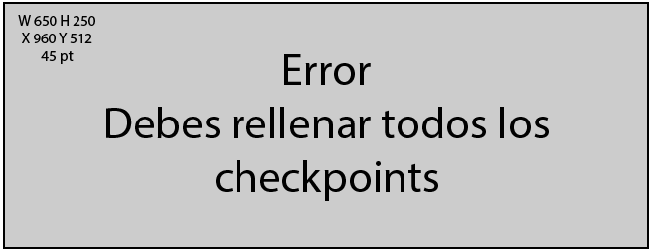 W 650 H 250
X 960 Y 512
45 pt
Error
Debes rellenar todos los
checkpoints